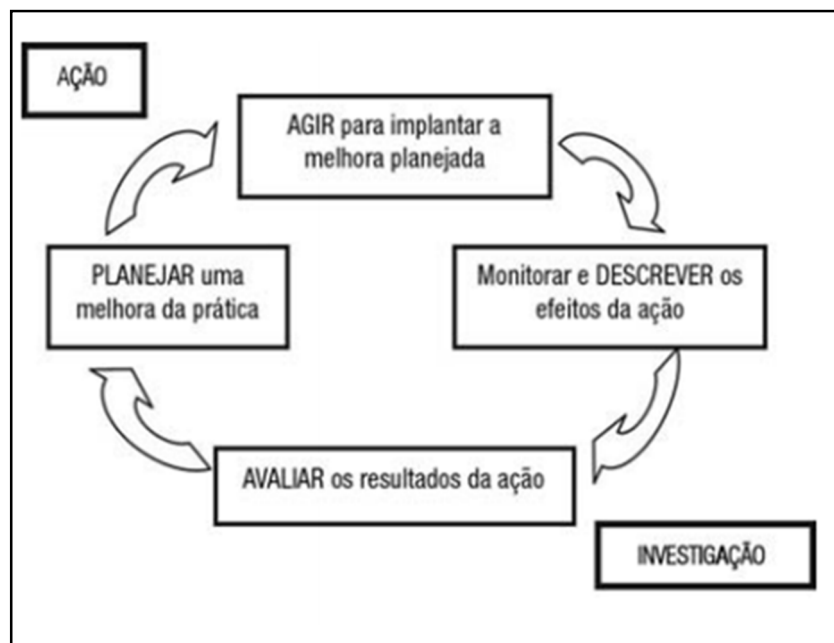 AÇÃO
AGIR para implantar a
melhora planejada
PLANEJAR uma
melhora da prática
Monitorar e DESCREVER os
efeitos da ação
AVALIAR os resultados da ação
INVESTIGAÇÃO